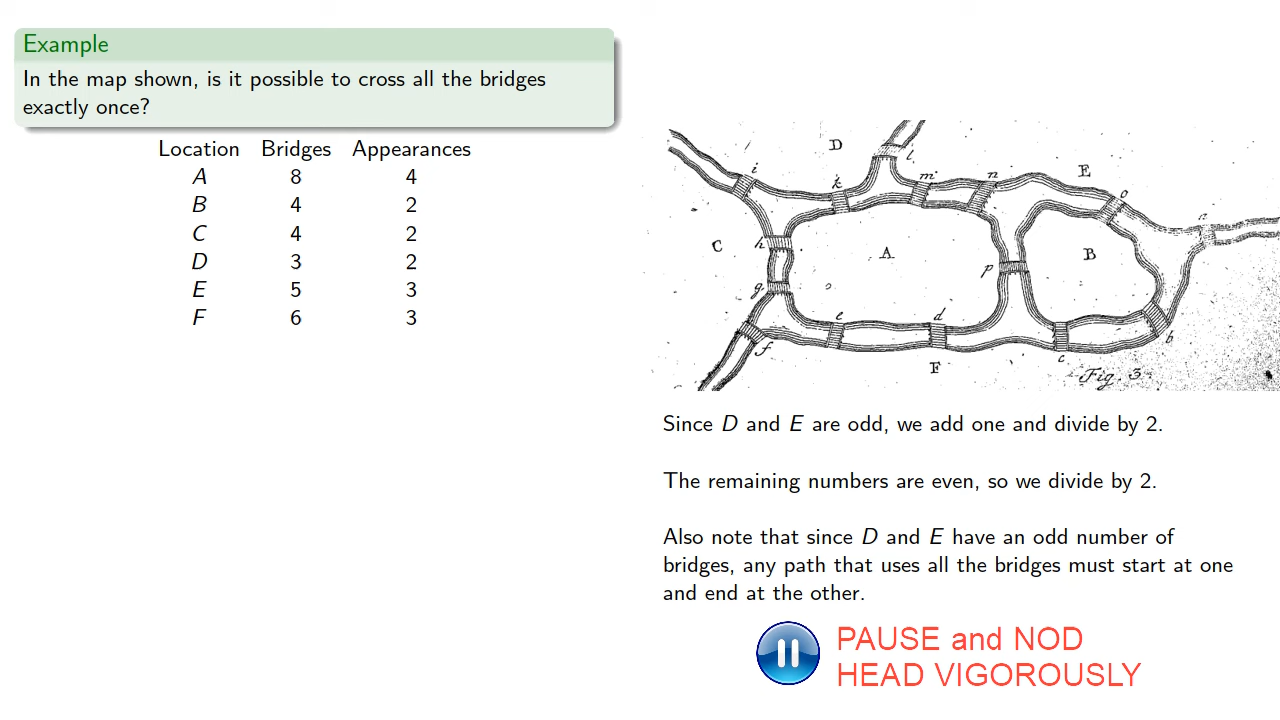 Example
In the map shown, is it possible to cross all the bridges
exactly once?
Location Bridges Appearances
A 8 4
B 4 2
C 4 2
D 3 2
E 5 3
F 6 3
D
l
i
k
m
n
E
o
a
C
h
A
B
p
g
e
d
f
F
c
b
Fig. 3
Since D and E are odd, we add one and divide by 2.
The remaining numbers are even, so we divide by 2.
Also note that since D and E have an odd number of
bridges, any path that uses all the bridges must start at one
and end at the other.
PAUSE and NOD
HEAD VIGOROUSLY